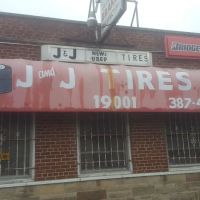 J&J
NEW &
USED
TIRES
J and J TIRES
19001
387-4